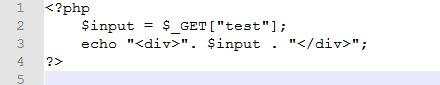 1 <?php
2     $input = $_GET["test"];
3     echo "<div>". $input . "</div>";
4 ?>
5